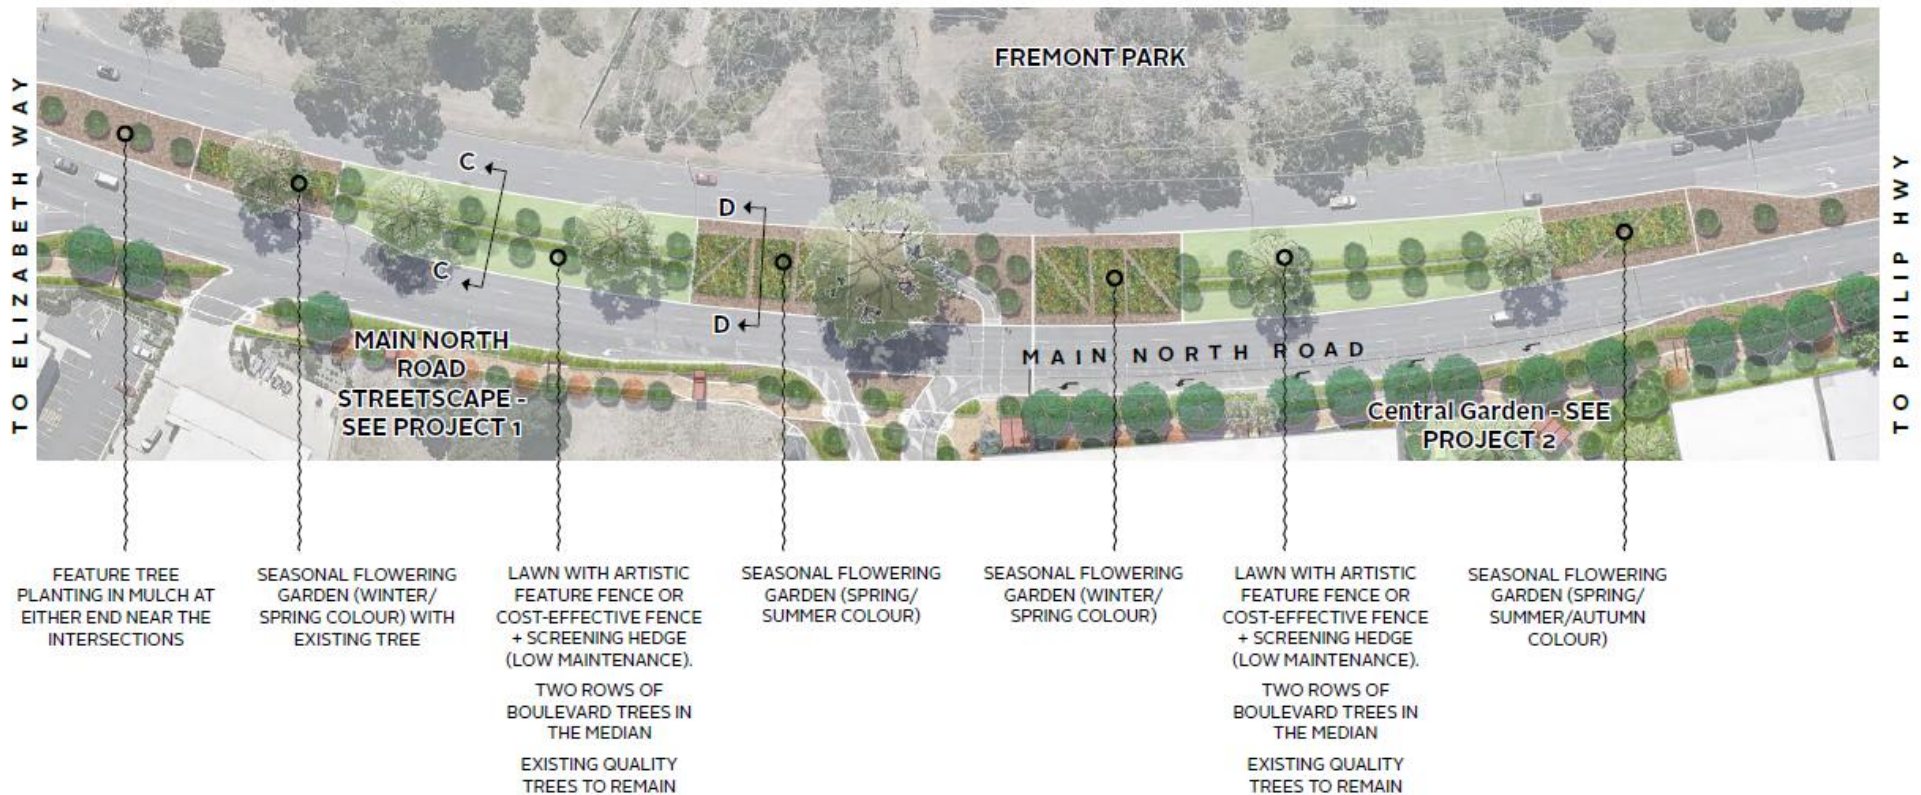 FREMONT PARK
TO ELIZABETH WAY
C
C
D
D
MAIN NORTH
ROAD
STREETSCAPE -
SEE PROJECT 1
MAIN NORTH ROAD
Central Garden - SEE
PROJECT 2
TO PHILIP HWY
FEATURE TREE
PLANTING IN MULCH AT
EITHER END NEAR THE
INTERSECTIONS
SEASONAL FLOWERING
GARDEN (WINTER/
SPRING COLOUR) WITH
EXISTING TREE
LAWN WITH ARTISTIC
FEATURE FENCE OR
COST-EFFECTIVE FENCE
+ SCREENING HEDGE
(LOW MAINTENANCE).
TWO ROWS OF
BOULEVARD TREES IN
THE MEDIAN
EXISTING QUALITY
TREES TO REMAIN
SEASONAL FLOWERING
GARDEN (SPRING/
SUMMER COLOUR)
SEASONAL FLOWERING
GARDEN (WINTER/
SPRING COLOUR)
LAWN WITH ARTISTIC
FEATURE FENCE OR
COST-EFFECTIVE FENCE
+ SCREENING HEDGE
(LOW MAINTENANCE).
TWO ROWS OF
BOULEVARD TREES IN
THE MEDIAN
EXISTING QUALITY
TREES TO REMAIN
SEASONAL FLOWERING
GARDEN (SPRING/
SUMMER/AUTUMN
COLOUR)